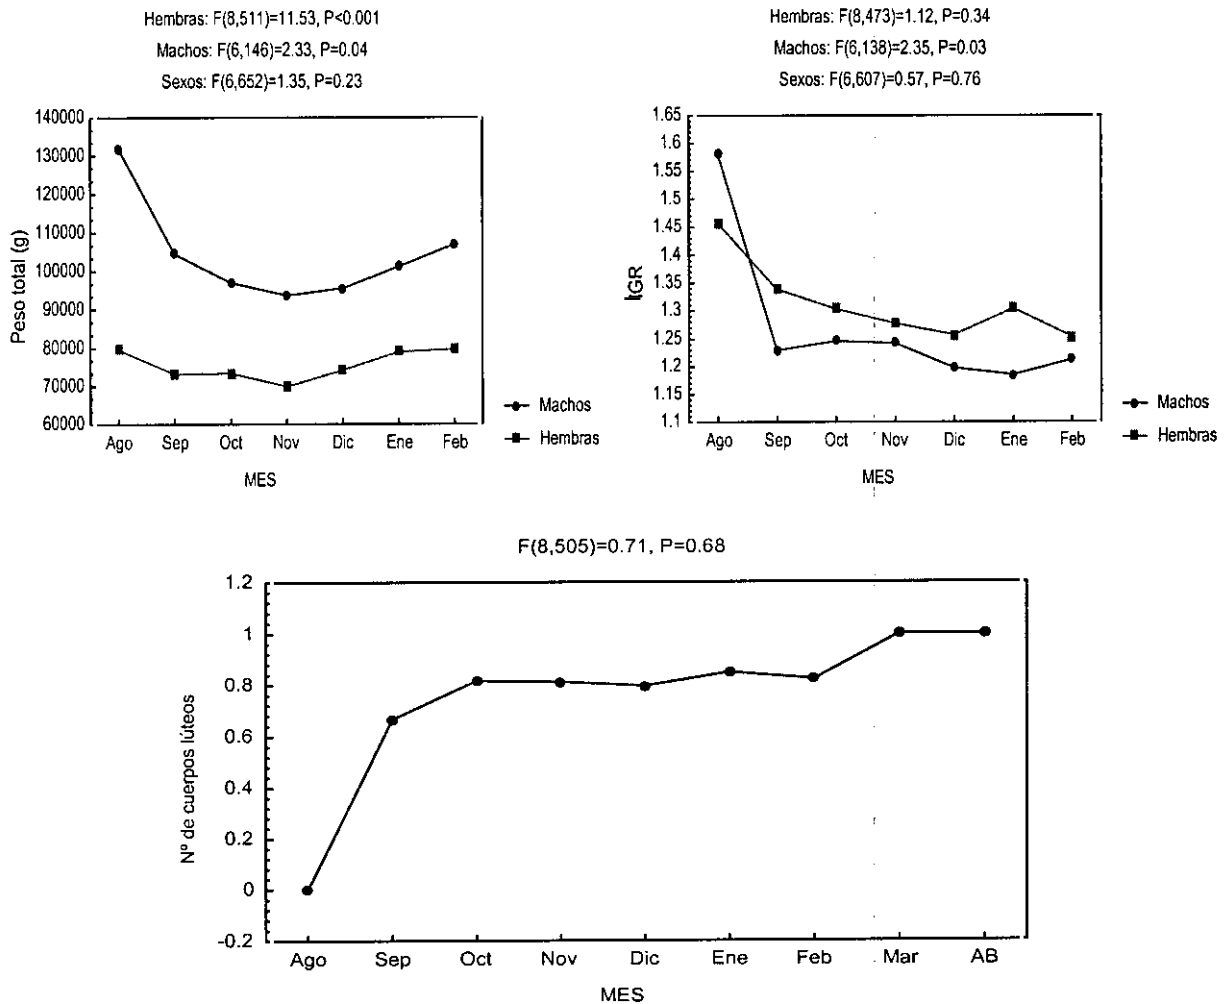 Hembras: F(8,511)=11.53, P<0.001
Machos: F(6,146)=2.33, P=0.04
Sexos: F(6,652)=1.35, P=0.23
140000
130000
120000
110000
100000
90000
80000
70000
60000
Peso total (g)
Ago Sep Oct Nov Dic Ene Feb
MES
Machos
Hembras
Hembras: F(8,473)=1.12, P=0.34
Machos: F(6,138)=2.35, P=0.03
Sexos: F(6,607)=0.57, P=0.76
1.65
1.6
1.55
1.5
1.45
1.4
1.35
1.3
1.25
1.2
1.15
1.1
IGR
Ago Sep Oct Nov Dic Ene Feb
MES
Machos
Hembras
F(8,505)=0.71, P=0.68
1.2
1
0.8
0.6
0.4
0.2
0
-0.2
Nº de cuerpos lúteos
Ago Sep Oct Nov Dic Ene Feb Mar AB
MES